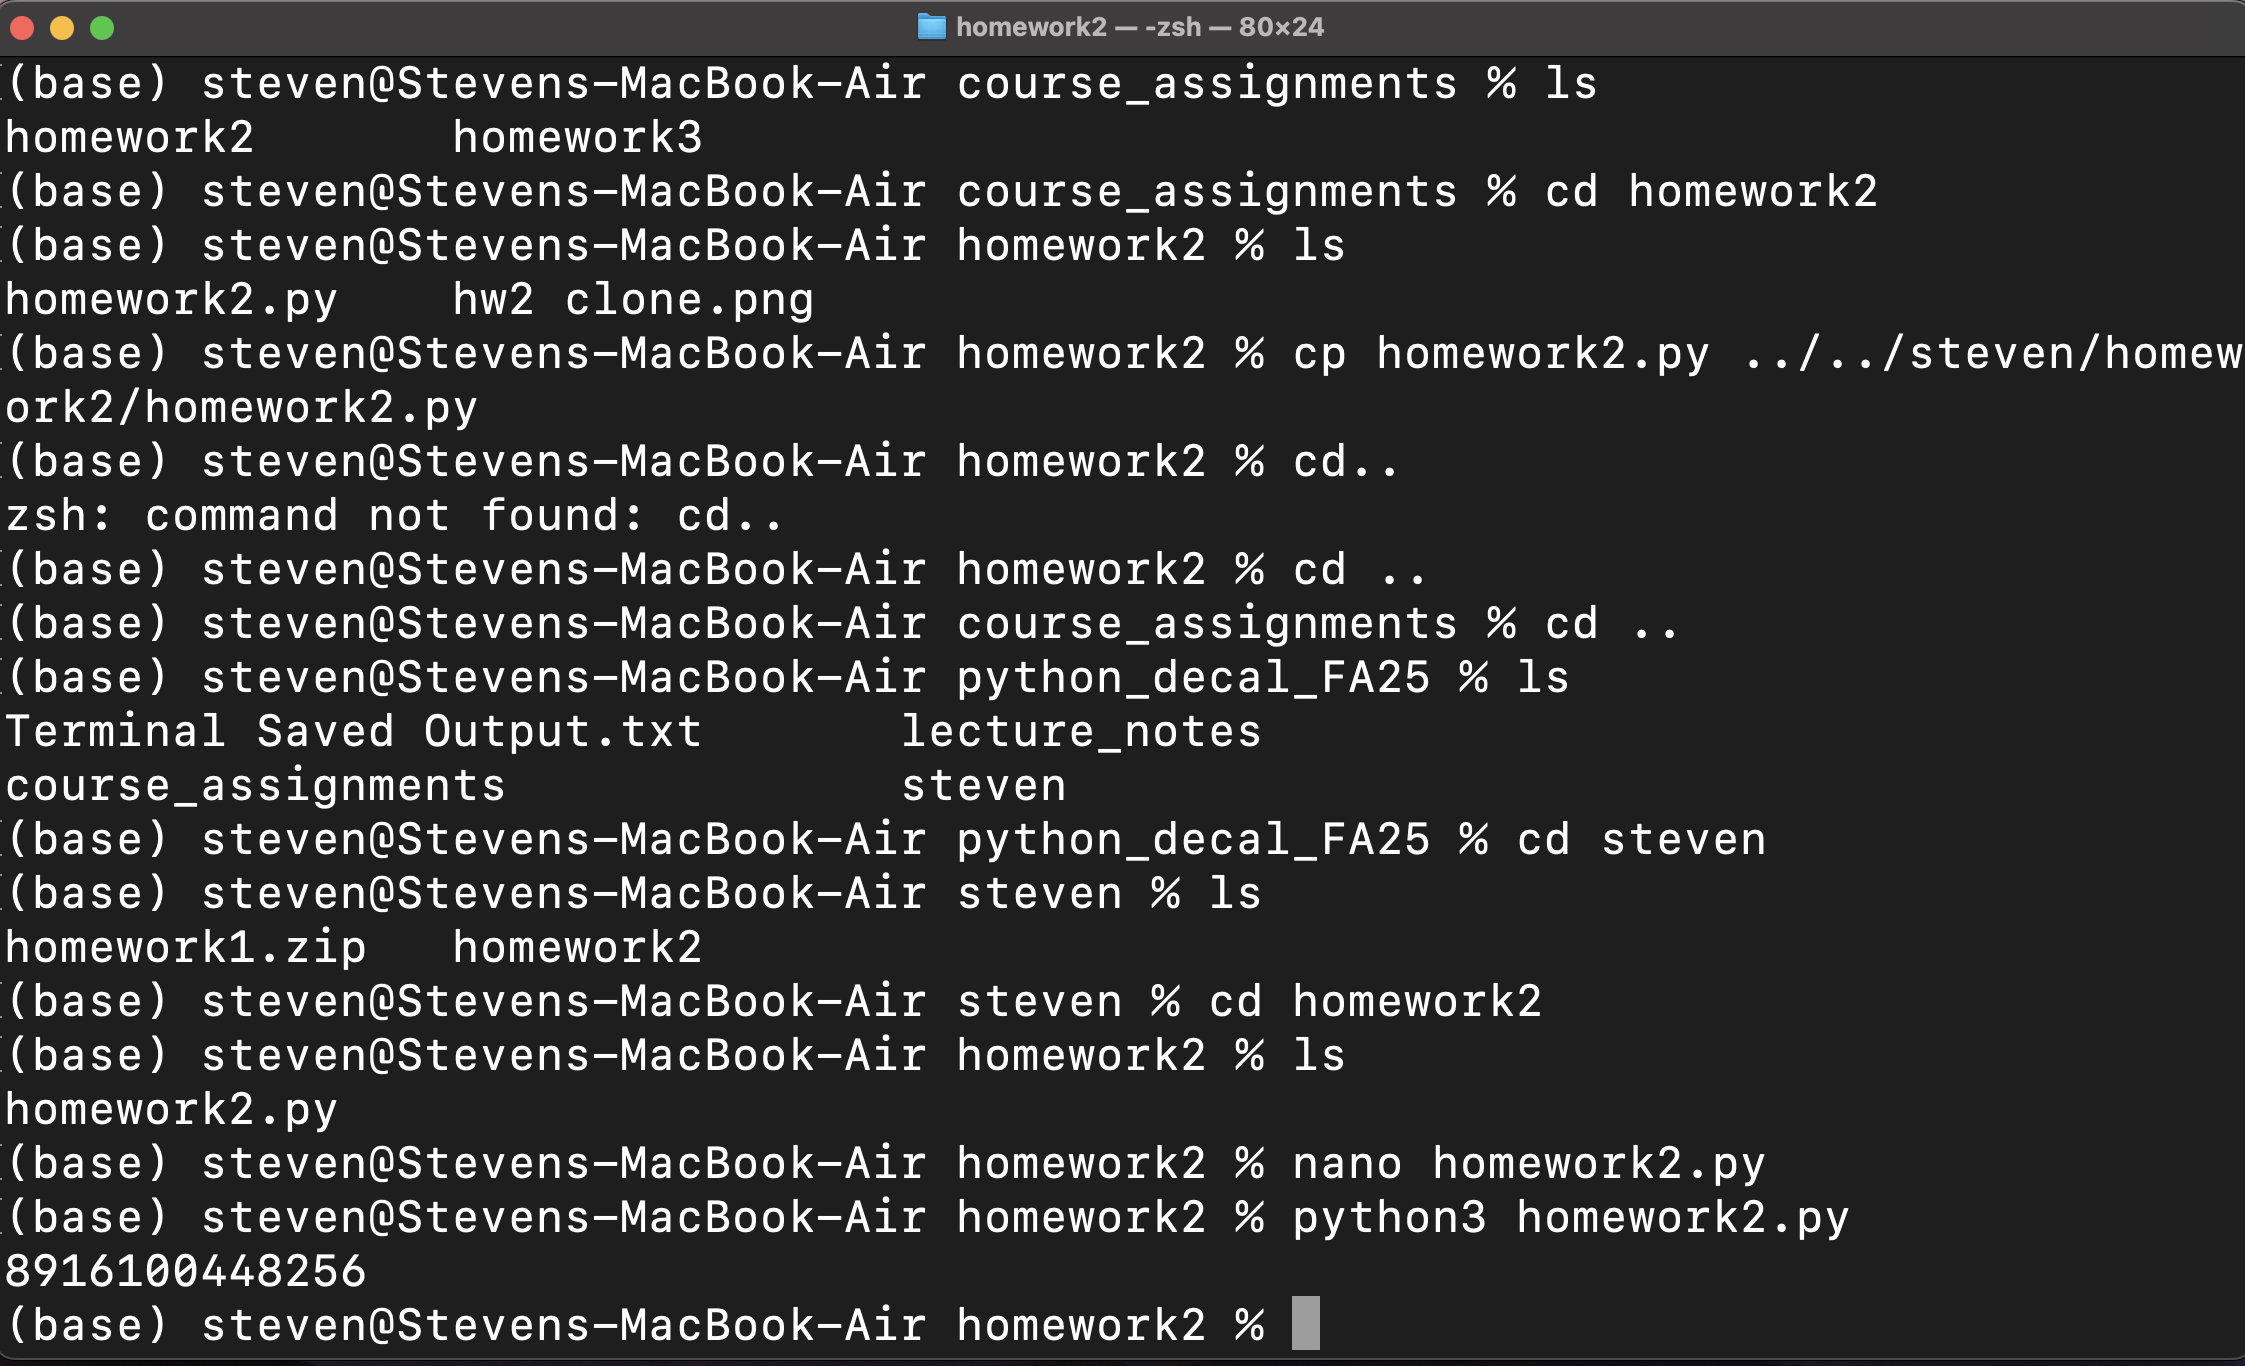 homework2 — -zsh — 80×24
(base) steven@Stevens-MacBook-Air course_assignments % ls
homework2       homework3
(base) steven@Stevens-MacBook-Air course_assignments % cd homework2
(base) steven@Stevens-MacBook-Air homework2 % ls
homework2.py    hw2 clone.png
(base) steven@Stevens-MacBook-Air homework2 % cp homework2.py ../../steven/homew
ork2/homework2.py
(base) steven@Stevens-MacBook-Air homework2 % cd..
zsh: command not found: cd..
(base) steven@Stevens-MacBook-Air homework2 % cd ..
(base) steven@Stevens-MacBook-Air course_assignments % cd ..
(base) steven@Stevens-MacBook-Air python_decal_FA25 % ls
Terminal Saved Output.txt       lecture_notes
course_assignments              steven
(base) steven@Stevens-MacBook-Air python_decal_FA25 % cd steven
(base) steven@Stevens-MacBook-Air steven % ls
homework1.zip   homework2
(base) steven@Stevens-MacBook-Air steven % cd homework2
(base) steven@Stevens-MacBook-Air homework2 % ls
homework2.py
(base) steven@Stevens-MacBook-Air homework2 % nano homework2.py
(base) steven@Stevens-MacBook-Air homework2 % python3 homework2.py
8916100448256
(base) steven@Stevens-MacBook-Air homework2 %